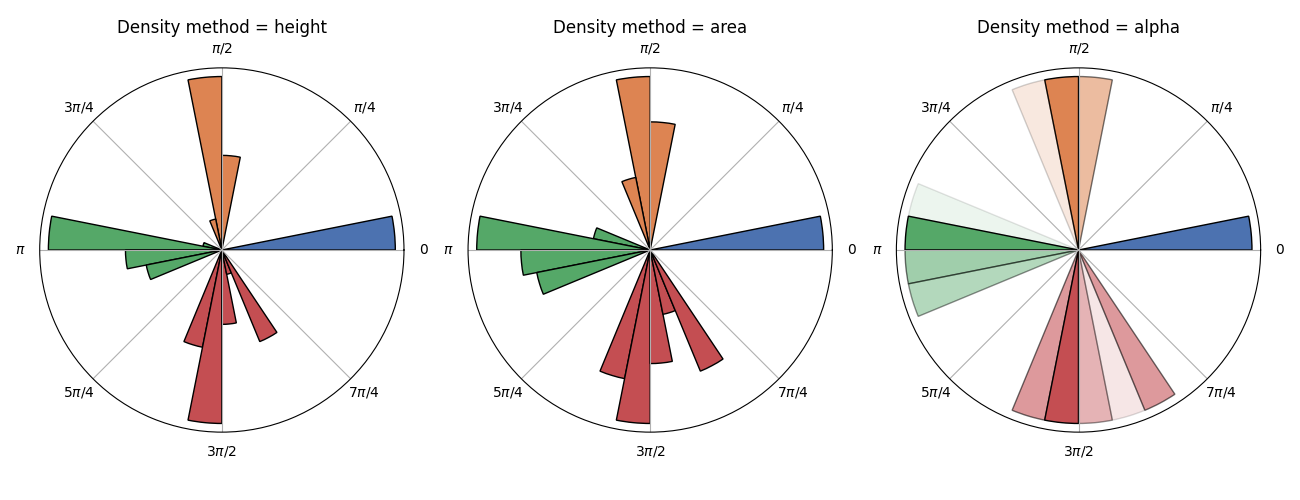 Density method = height
π/2
3π/4
π/4
π
0
5π/4
7π/4
3π/2
Density method = area
π/2
3π/4
π/4
π
0
5π/4
7π/4
3π/2
Density method = alpha
π/2
3π/4
π/4
π
0
5π/4
7π/4
3π/2